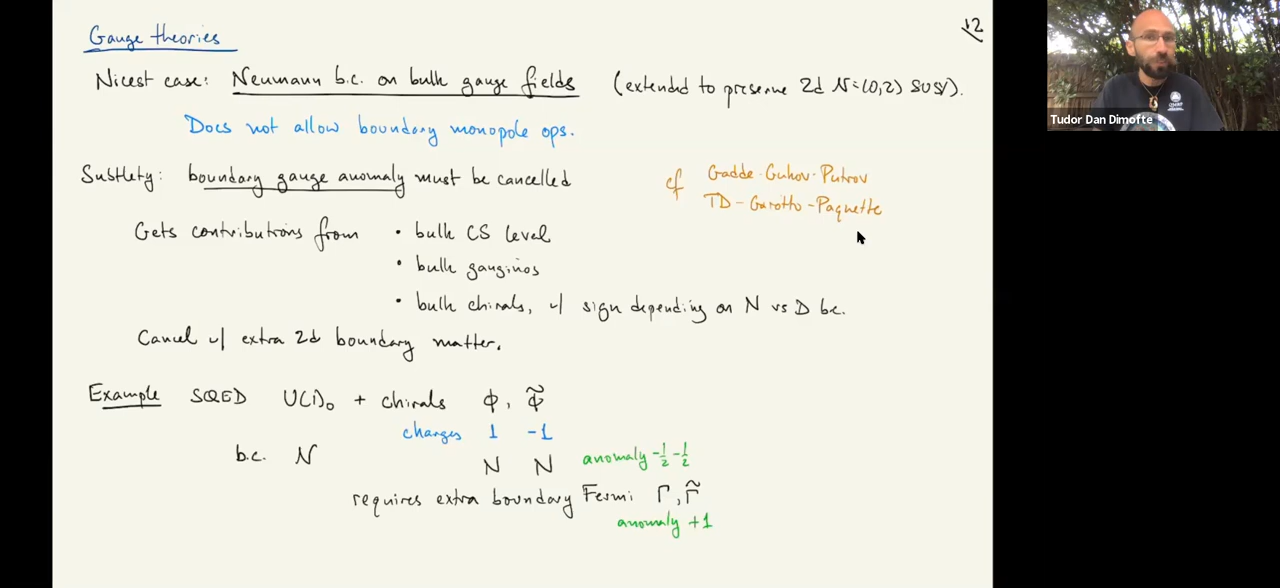 12
Gauge theories
Nicest case: Neumann b.c. on bulk gauge fields (extended to preserve 2d N=(0,2) SUSY).
Does not allow boundary monopole ops.
Subtlety: boundary gauge anomaly must be cancelled
cf Gadde-Gukov-Putrov
TD-Gaiotto-Paquette
Gets contributions from • bulk CS level
• bulk gauginos
• bulk chirals, w/ sign depending on N vs D b.c.
Cancel w/ extra 2d boundary matter.
Example SQED U(1)₀ + chirals Φ, Φ̃
charges 1 -1
b.c. N N N anomaly -½ -½
requires extra boundary Fermi Γ, Γ̃
anomaly +1
Tudor Dan Dimofte